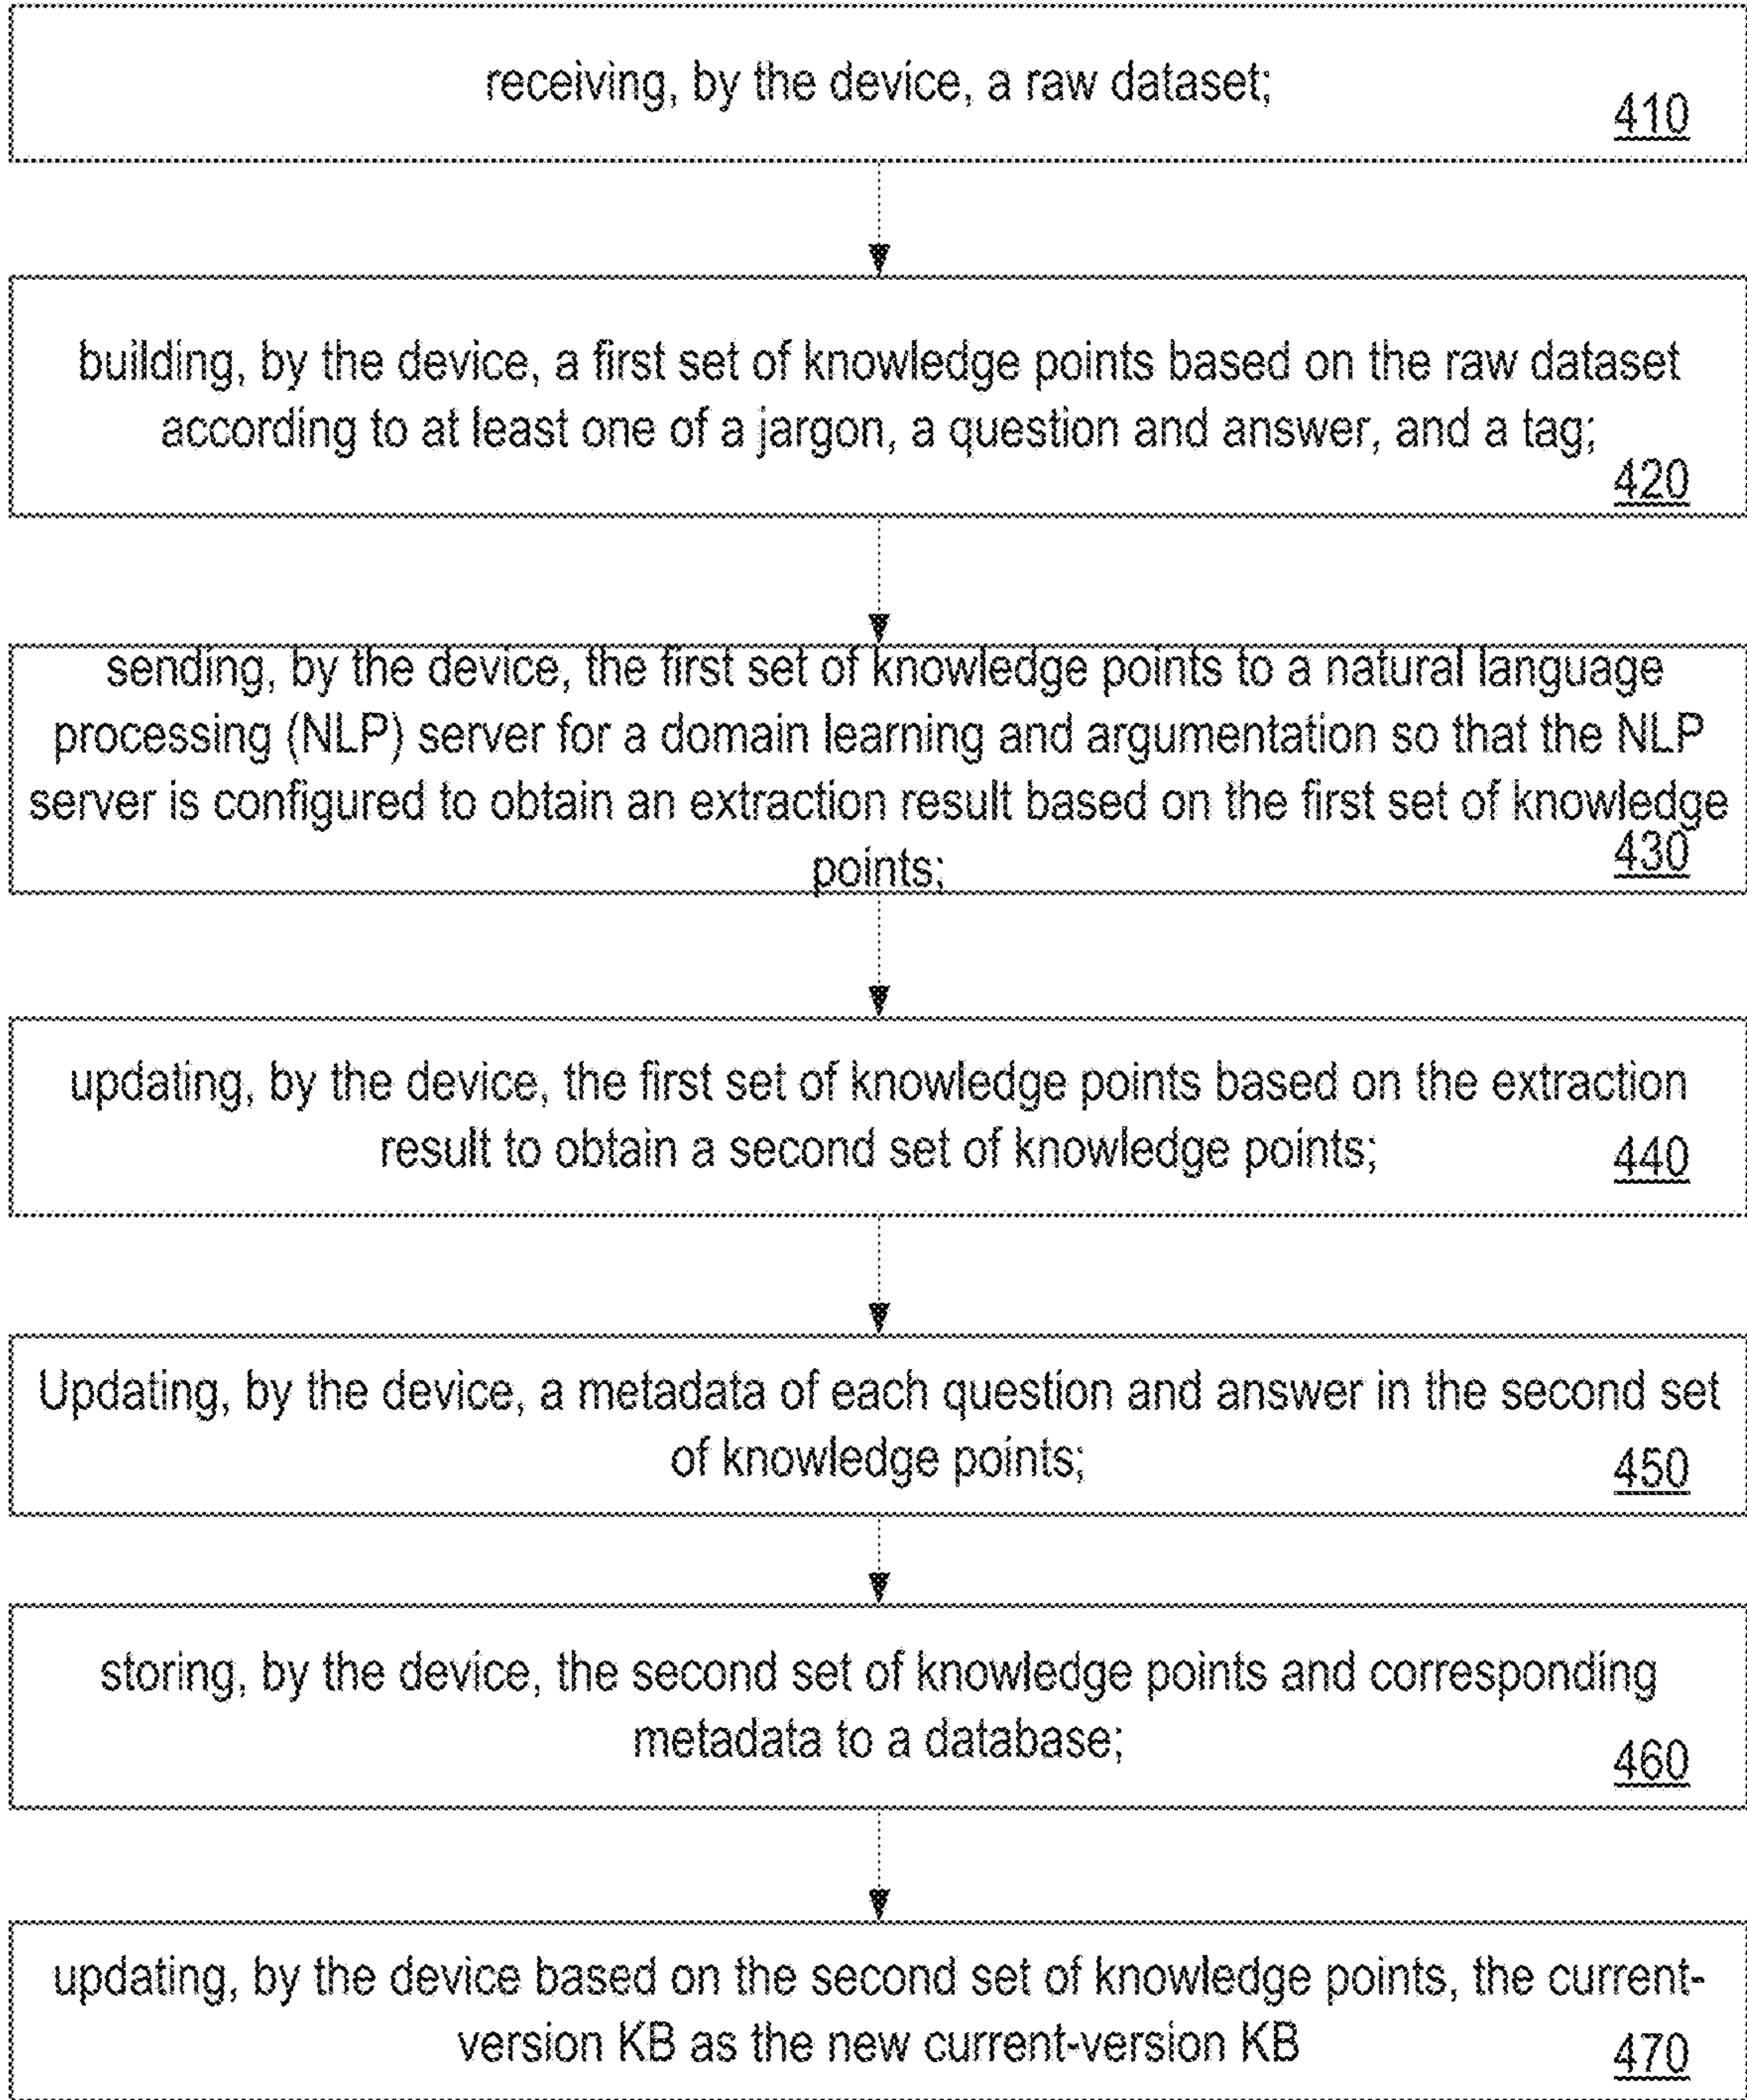 receiving, by the device, a raw dataset;
410
building, by the device, a first set of knowledge points based on the raw dataset
according to at least one of a jargon, a question and answer, and a tag;
420
sending, by the device, the first set of knowledge points to a natural language
processing (NLP) server for a domain learning and argumentation so that the NLP
server is configured to obtain an extraction result based on the first set of knowledge
points;
430
updating, by the device, the first set of knowledge points based on the extraction
result to obtain a second set of knowledge points;
440
Updating, by the device, a metadata of each question and answer in the second set
of knowledge points;
450
storing, by the device, the second set of knowledge points and corresponding
metadata to a database;
460
updating, by the device based on the second set of knowledge points, the current-
version KB as the new current-version KB
470